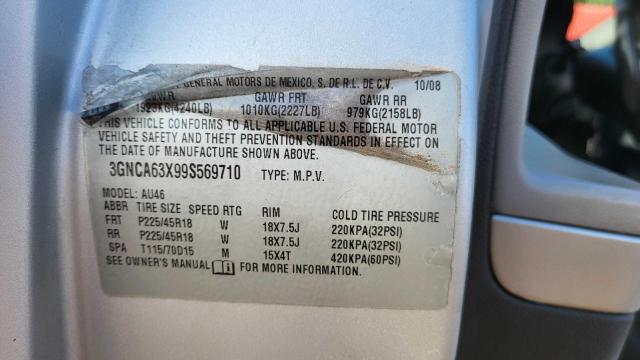 GENERAL MOTORS DE MEXICO, S. DE R.L. DE C.V. 10/08
GVWR GAWR FRT GAWR RR
1923KG(4240LB) 1010KG(2227LB) 979KG(2158LB)
THIS VEHICLE CONFORMS TO ALL APPLICABLE U.S. FEDERAL MOTOR
VEHICLE SAFETY AND THEFT PREVENTION STANDARDS IN EFFECT ON
THE DATE OF MANUFACTURE SHOWN ABOVE.
3GNCA63X99S569710 TYPE: M.P.V.
MODEL: AU46
ABBR TIRE SIZE SPEED RTG RIM COLD TIRE PRESSURE
FRT P225/45R18 W 18X7.5J 220KPA(32PSI)
RR P225/45R18 W 18X7.5J 220KPA(32PSI)
SPA T115/70D15 M 15X4T 420KPA(60PSI)
SEE OWNER'S MANUAL FOR MORE INFORMATION.